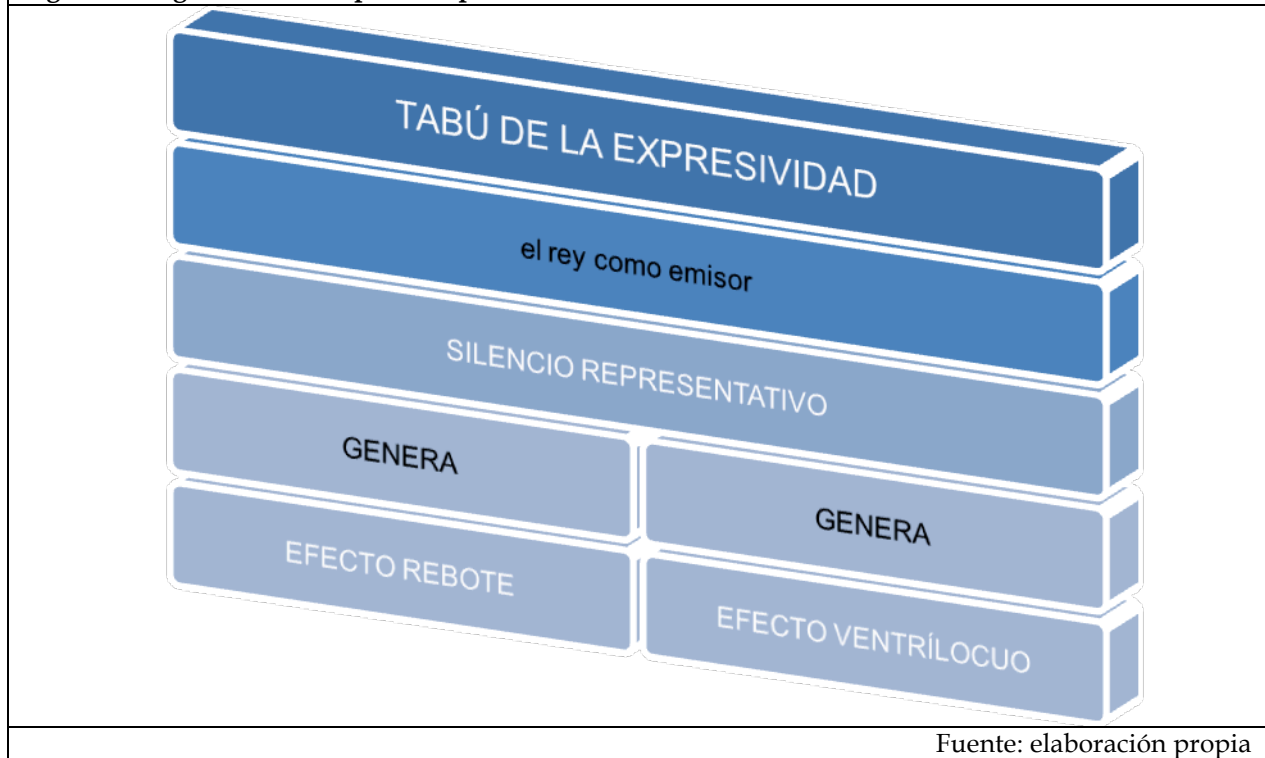 TABÚ DE LA EXPRESIVIDAD
el rey como emisor
SILENCIO REPRESENTATIVO
GENERA
GENERA
EFECTO REBOTE
EFECTO VENTRÍLOCUO
Fuente: elaboración propia